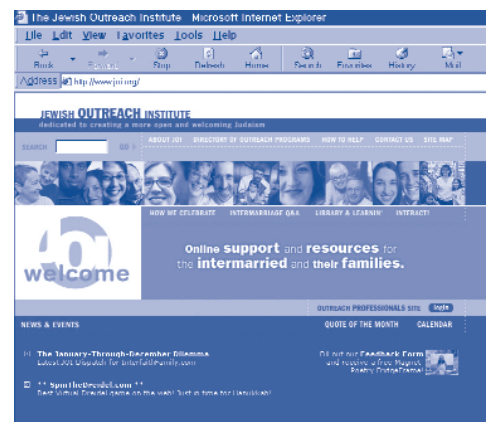 The Jewish Outreach Institute Microsoft Internet Explorer
File Edit View Favorites Tools Help
Back Forward Stop Refresh Home Search Favorites History Mail
Address http://www.joi.org/
JEWISH OUTREACH INSTITUTE
dedicated to creating a more open and welcoming Judaism
SEARCH GO
ABOUT JOI DIRECTORY OF OUTREACH PROGRAMS HOW TO HELP CONTACT US SITE MAP
HOW WE CELEBRATE INTERMARRIAGE Q&A LIBRARY & LEARNIN' INTERACT!
JOI
welcome
Online support and resources for
the intermarried and their families.
OUTREACH PROFESSIONALS SITE login
NEWS & EVENTS QUOTE OF THE MONTH CALENDAR
The January-Through-December Dilemma
Latest JOI Dispatch for InterfaithFamily.com
** SpinTheDreidel.com **
Best Virtual Dreidel game on the web! Just in time for Hanukkah!
Fill out our Feedback Form
and receive a free Magnet
Poetry FridgeFrame!